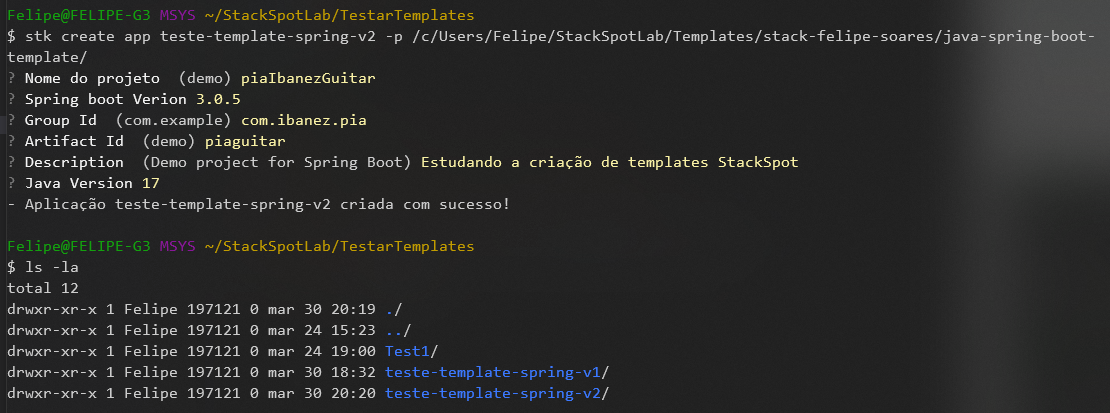 Felipe@FELIPE-G3 MSYS ~/StackSpotLab/TestarTemplates
$ stk create app teste-template-spring-v2 -p /c/Users/Felipe/StackSpotLab/Templates/stack-felipe-soares/java-spring-boot-
template/
? Nome do projeto  (demo) piaIbanezGuitar
? Spring boot Verion 3.0.5
? Group Id  (com.example) com.ibanez.pia
? Artifact Id  (demo) piaguitar
? Description  (Demo project for Spring Boot) Estudando a criação de templates StackSpot
? Java Version 17
- Aplicação teste-template-spring-v2 criada com sucesso!

Felipe@FELIPE-G3 MSYS ~/StackSpotLab/TestarTemplates
$ ls -la
total 12
drwxr-xr-x 1 Felipe 197121 0 mar 30 20:19 ./
drwxr-xr-x 1 Felipe 197121 0 mar 24 15:23 ../
drwxr-xr-x 1 Felipe 197121 0 mar 24 19:00 Test1/
drwxr-xr-x 1 Felipe 197121 0 mar 30 18:32 teste-template-spring-v1/
drwxr-xr-x 1 Felipe 197121 0 mar 30 20:20 teste-template-spring-v2/